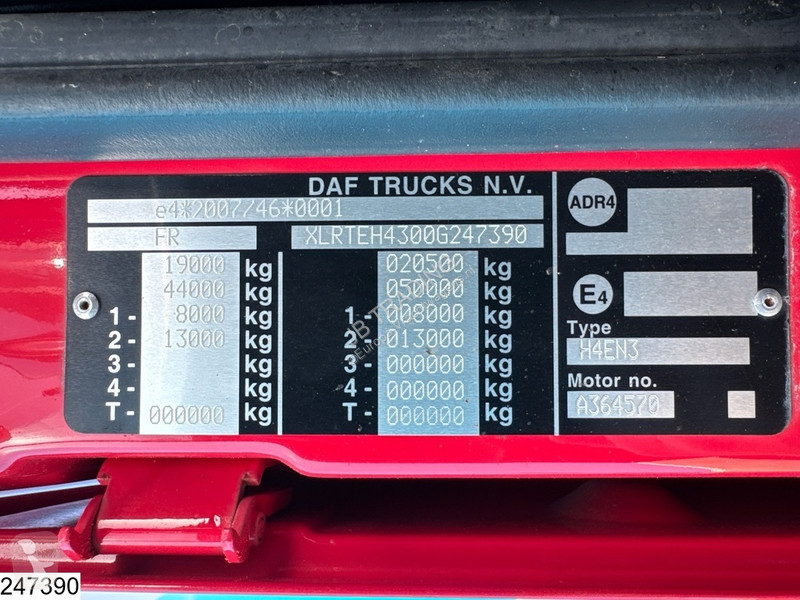 DAF TRUCKS N.V.
e4*2007/46*0001
FR XLRTEH4300G247390
19000 kg 020500 kg
44000 kg 050000 kg
1- 8000 kg 1- 008000 kg
2- 13000 kg 2- 013000 kg
3- kg 3- 000000 kg
4- kg 4- 000000 kg
T- 000000 kg T- 000000 kg
ADR4
E4
Type
H4EN3
Motor no.
A364570
247390